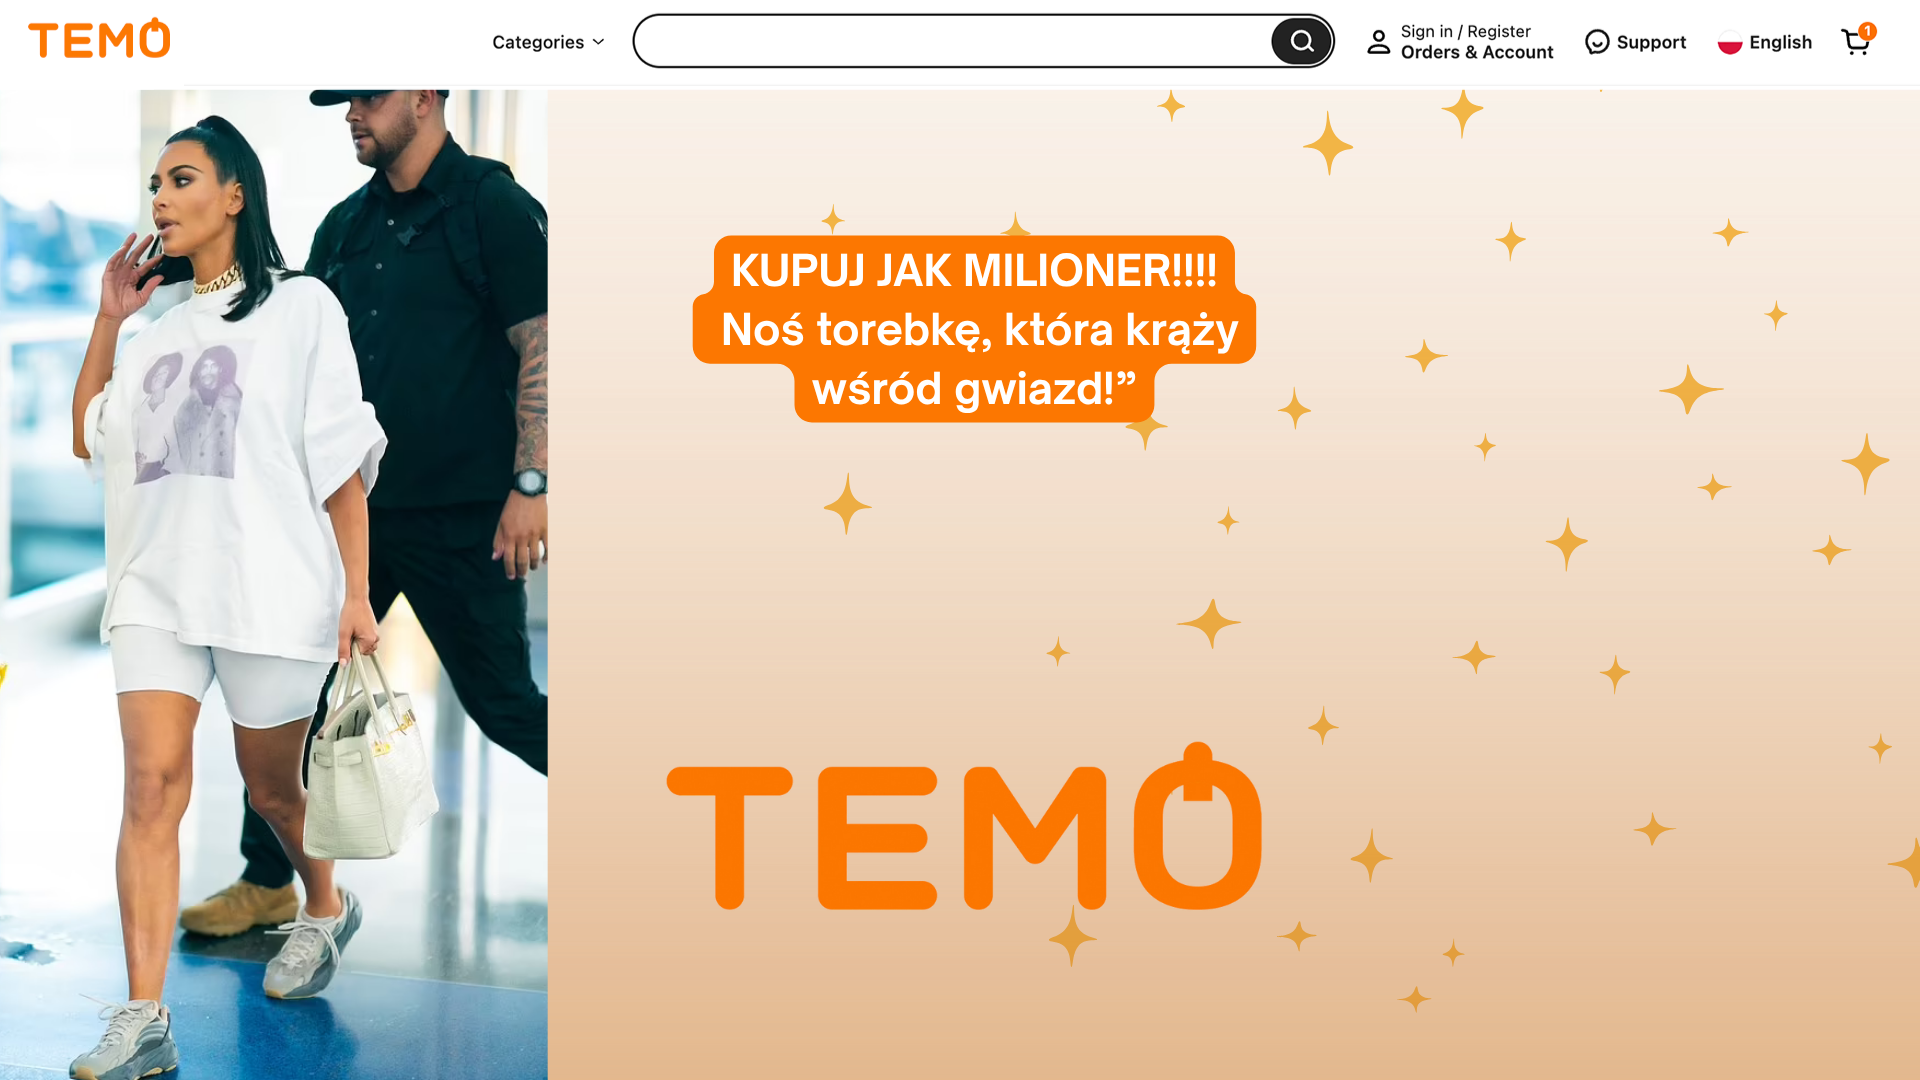 TEMO
Categories
Sign in / Register
Orders & Account
Support
English
1
KUPUJ JAK MILIONER!!!!
Noś torebkę, która krąży
wśród gwiazd!”
TEMO